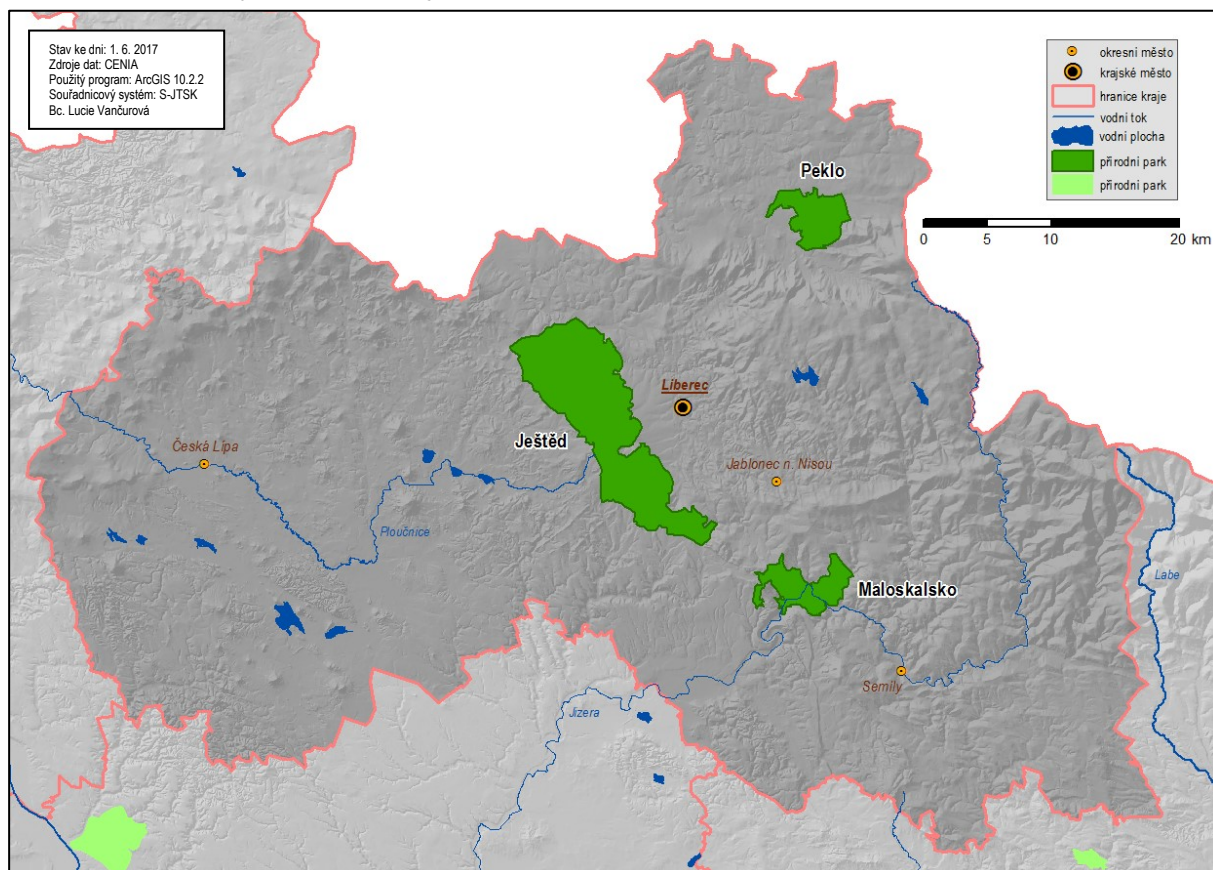 Stav ke dni: 1. 6. 2017
Zdroje dat: CENIA
Použitý program: ArcGIS 10.2.2
Souřadnicový systém: S-JTSK
Bc. Lucie Vančurová
okresní město
krajské město
hranice kraje
vodní tok
vodní plocha
přírodní park
přírodní park
0 5 10 20 km
Peklo
Liberec
Ještěd
Česká Lípa
Jablonec n. Nisou
Ploučnice
Maloskalsko
Labe
Semily
Jizera